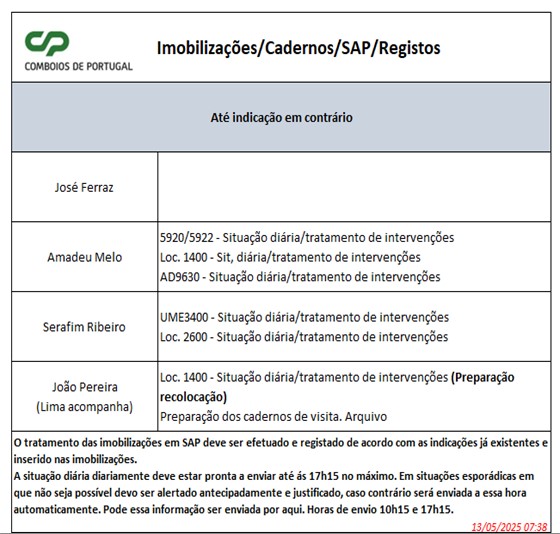 CP
COMBOIOS DE PORTUGAL
Imobilizações/Cadernos/SAP/Registos
Até indicação em contrário
José Ferraz
Amadeu Melo
5920/5922 - Situação diária/tratamento de intervenções
Loc. 1400 - Sit, diária/tratamento de intervenções
AD9630 - Situação diária/tratamento de intervenções
Serafim Ribeiro
UME3400 - Situação diária/tratamento de intervenções
Loc. 2600 - Situação diária/tratamento de intervenções
João Pereira
(Lima acompanha)
Loc. 1400 - Situação diária/tratamento de intervenções (Preparação
recolocação)
Preparação dos cadernos de visita. Arquivo
O tratamento das imobilizações em SAP deve ser efetuado e registado de acordo com as indicações já existentes e
inserido nas imobilizações.
A situação diária diariamente deve estar pronta a enviar até ás 17h15 no máximo. Em situações esporádicas em
que não seja possível devo ser alertado antecipadamente e justificado, caso contrário será enviada a essa hora
automaticamente. Pode essa informação ser enviada por aqui. Horas de envio 10h15 e 17h15.
13/05/2025 07:38